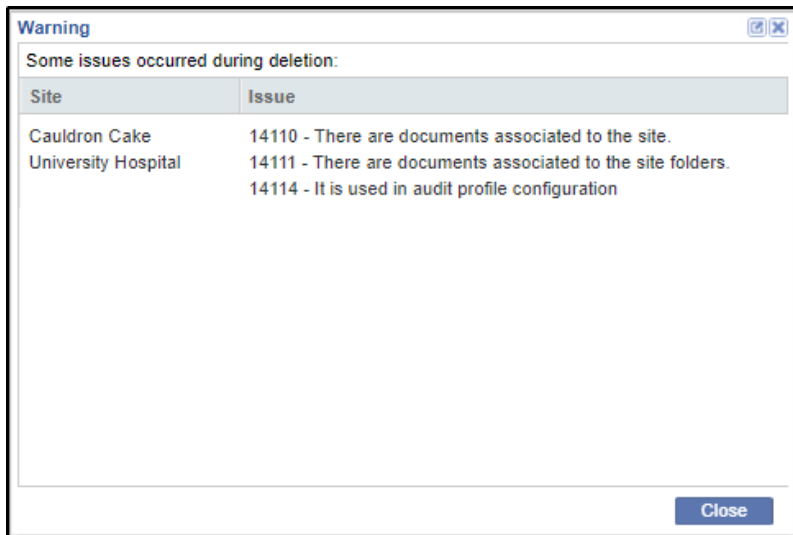 Warning
Some issues occurred during deletion:
Site Issue
Cauldron Cake 14110 - There are documents associated to the site.
University Hospital 14111 - There are documents associated to the site folders.
14114 - It is used in audit profile configuration
Close